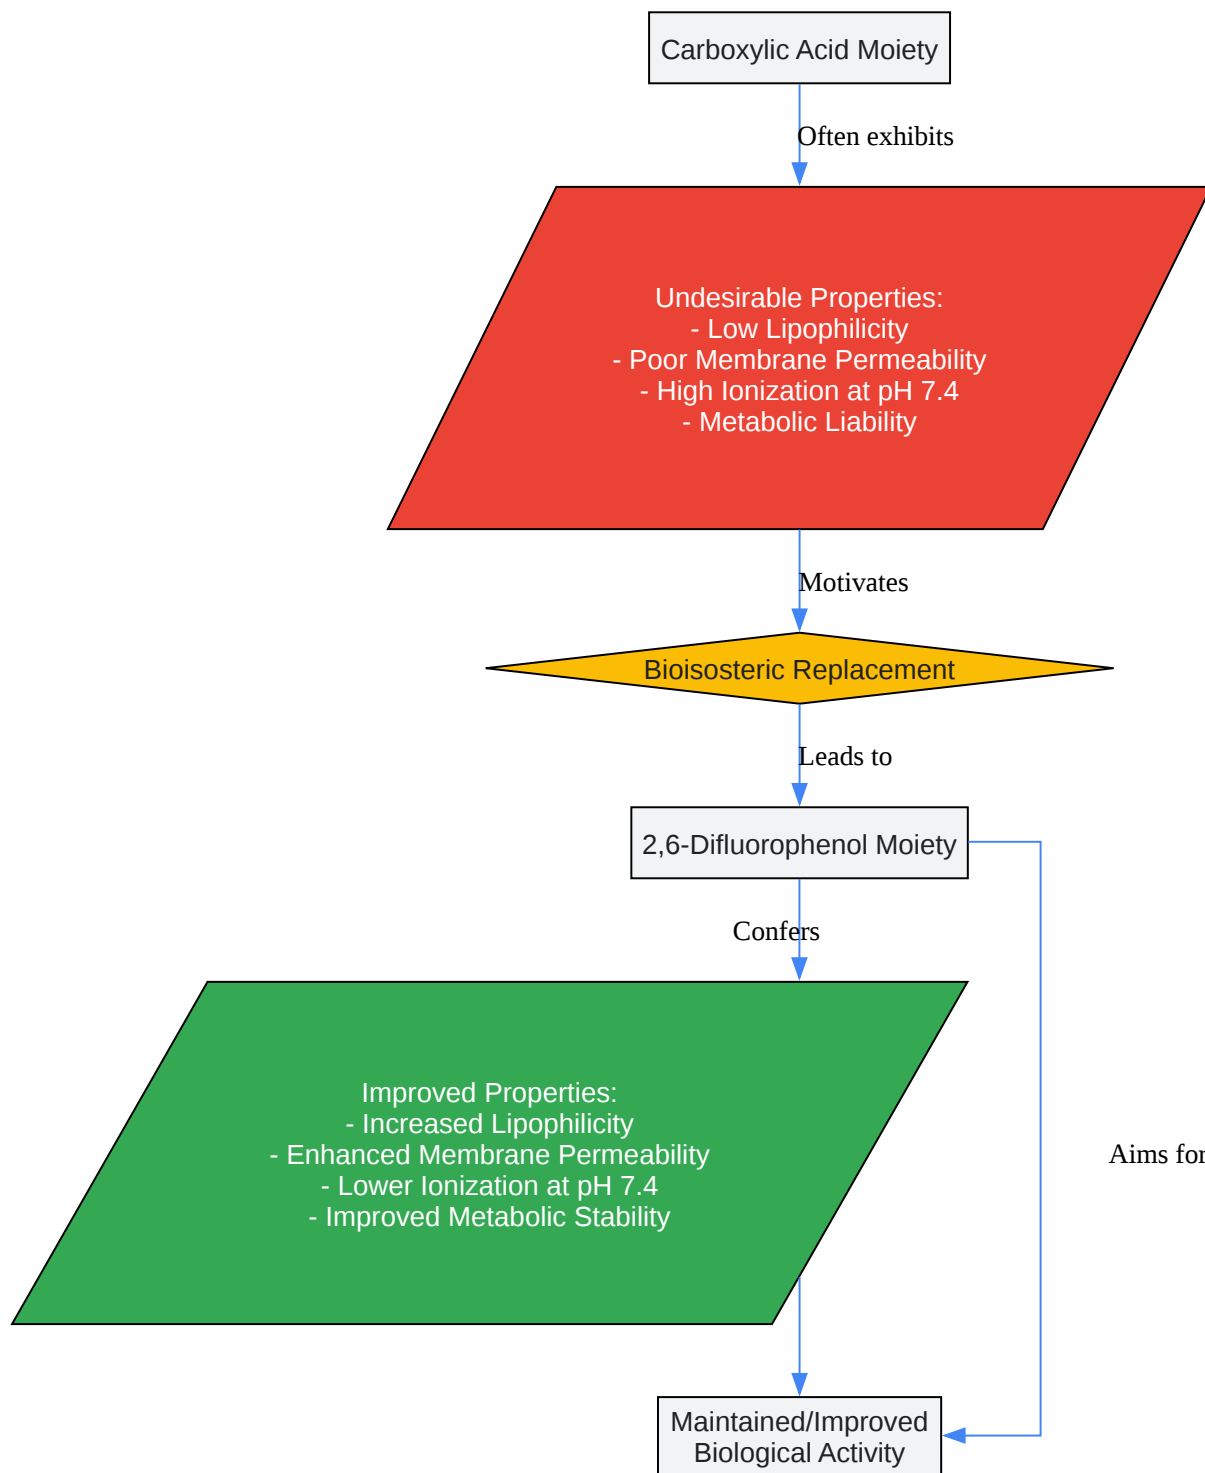 Carboxylic Acid Moiety
Often exhibits
Undesirable Properties:
- Low Lipophilicity
- Poor Membrane Permeability
- High Ionization at pH 7.4
- Metabolic Liability
Motivates
Bioisosteric Replacement
Leads to
2,6-Difluorophenol Moiety
Confers
Improved Properties:
- Increased Lipophilicity
- Enhanced Membrane Permeability
- Lower Ionization at pH 7.4
- Improved Metabolic Stability
Aims for
Maintained/Improved
Biological Activity